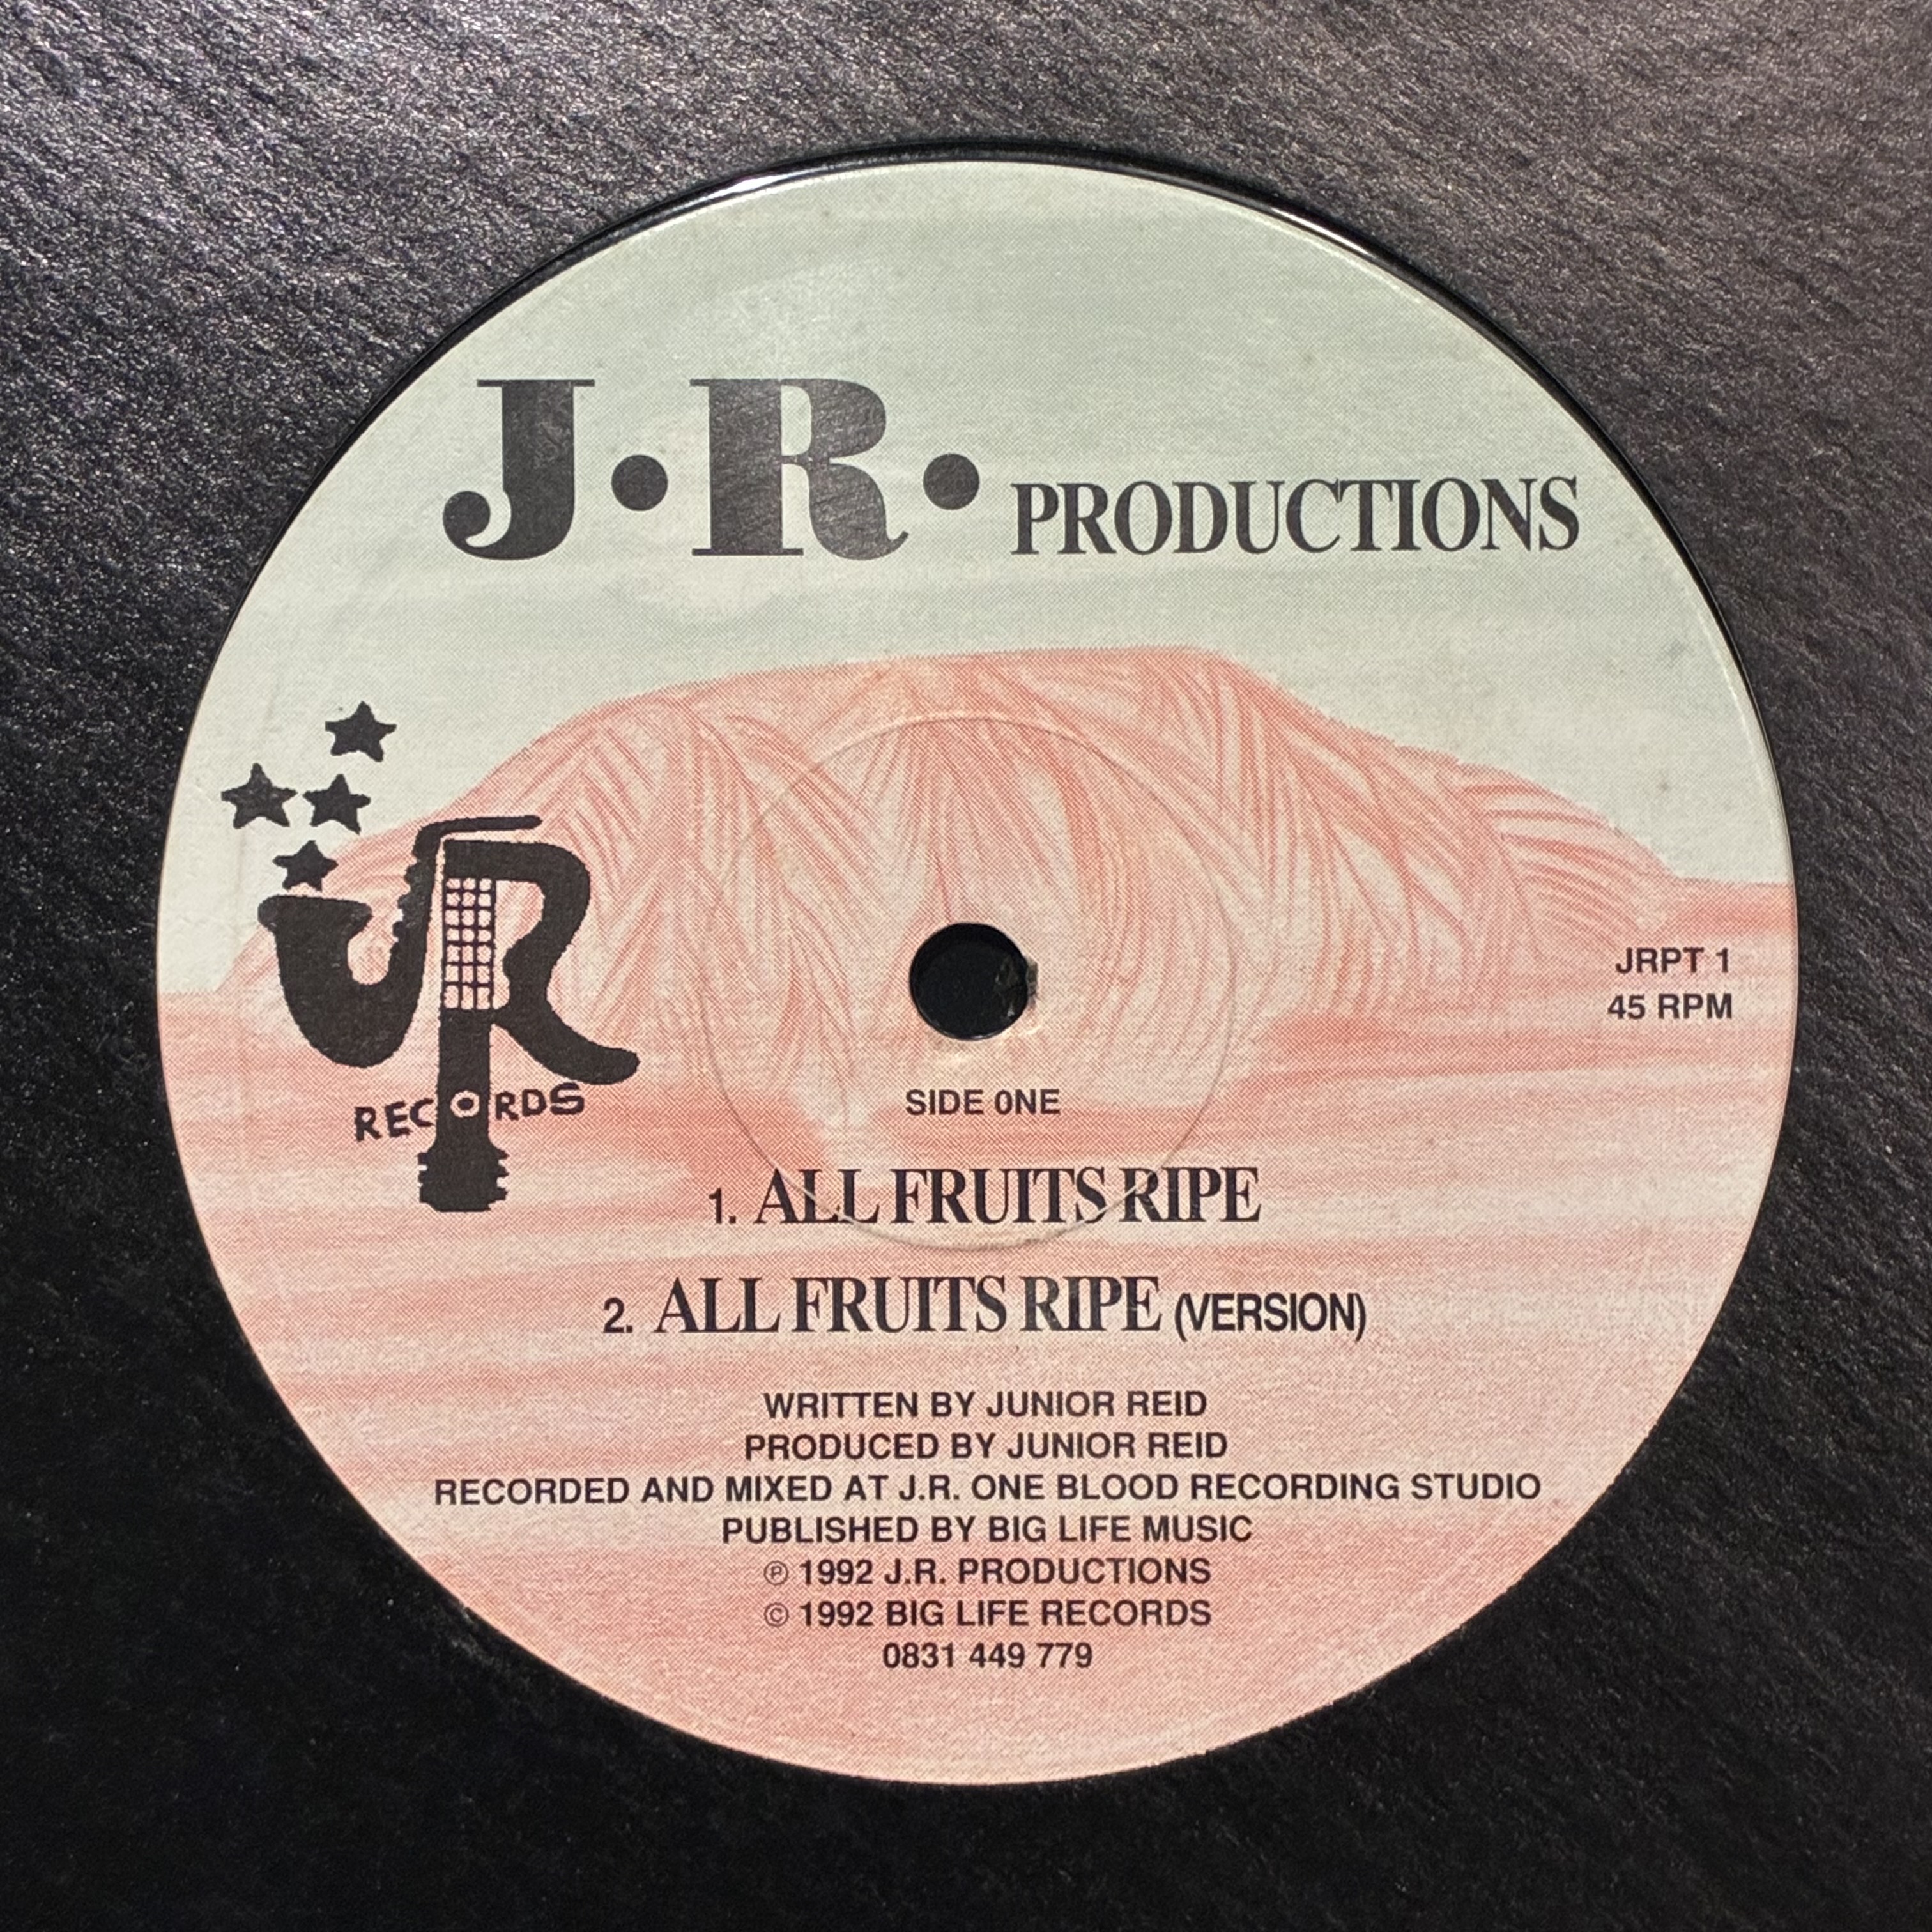 J·R· PRODUCTIONS
JR
RECORDS
JRPT 1
45 RPM
SIDE 0NE
1. ALL FRUITS RIPE
2. ALL FRUITS RIPE (VERSION)
WRITTEN BY JUNIOR REID
PRODUCED BY JUNIOR REID
RECORDED AND MIXED AT J.R. ONE BLOOD RECORDING STUDIO
PUBLISHED BY BIG LIFE MUSIC
℗ 1992 J.R. PRODUCTIONS
© 1992 BIG LIFE RECORDS
0831 449 779